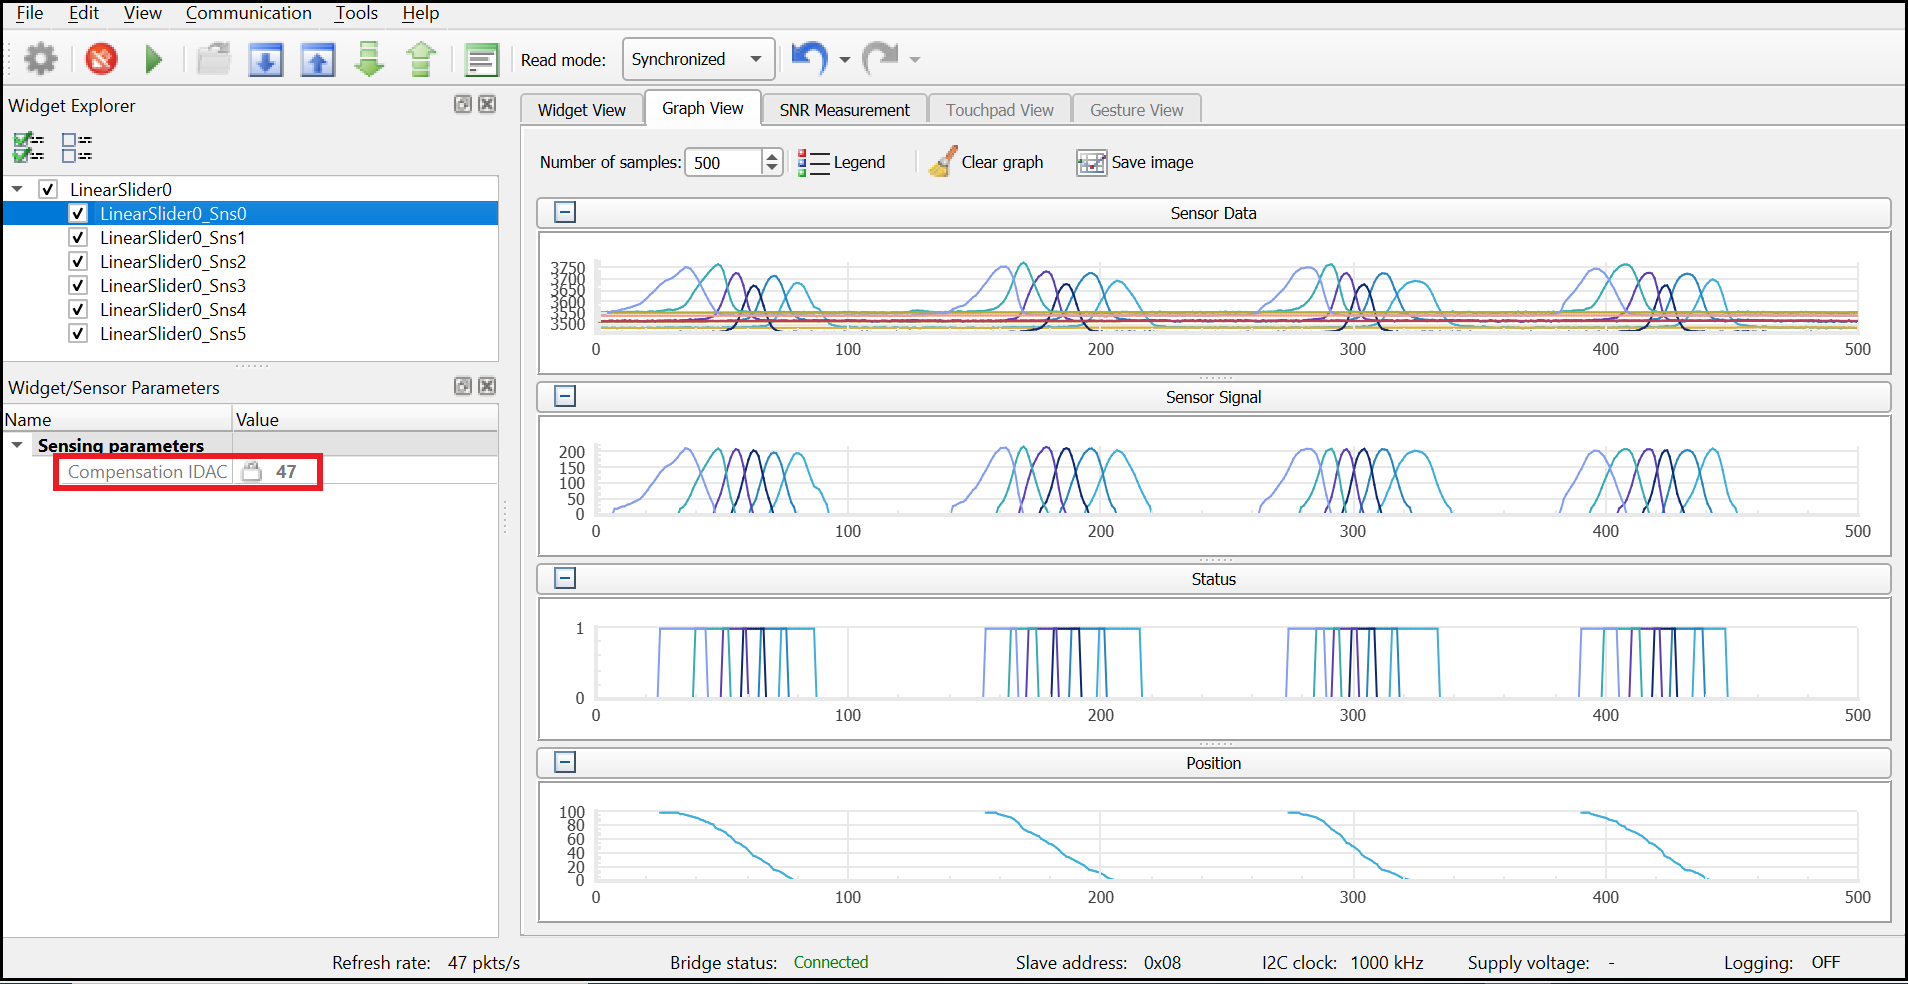 File Edit View Communication Tools Help
Read mode: Synchronized
Widget Explorer
LinearSlider0
LinearSlider0_Sns0
LinearSlider0_Sns1
LinearSlider0_Sns2
LinearSlider0_Sns3
LinearSlider0_Sns4
LinearSlider0_Sns5
Widget/Sensor Parameters
Name Value
Sensing parameters
Compensation IDAC 47
Widget View Graph View SNR Measurement Touchpad View Gesture View
Number of samples: 500 Legend Clear graph Save image
Sensor Data
3750
3700
3650
3600
3550
3500
0 100 200 300 400 500
Sensor Signal
200
150
100
50
0
0 100 200 300 400 500
Status
1
0
0 100 200 300 400 500
Position
100
80
60
40
20
0
0 100 200 300 400 500
Refresh rate: 47 pkts/s Bridge status: Connected Slave address: 0x08 I2C clock: 1000 kHz Supply voltage: - Logging: OFF